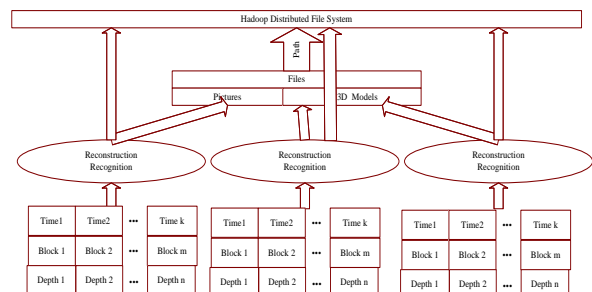 Hadoop Distributed File System
Path
Files
Pictures 3D Models
Reconstruction
Recognition
Reconstruction
Recognition
Reconstruction
Recognition
Time1 Time2 ••• Time k
Block 1 Block 2 ••• Block m
Depth 1 Depth 2 ••• Depth n
Time1 Time2 ••• Time k
Block 1 Block 2 ••• Block m
Depth 1 Depth 2 ••• Depth n
Time1 Time2 ••• Time k
Block 1 Block 2 ••• Block m
Depth 1 Depth 2 ••• Depth n